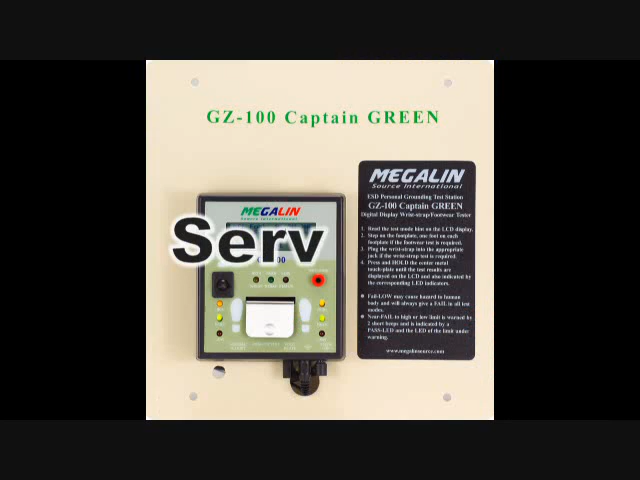 GZ-100 Captain GREEN
MEGALIN
Source International
Serv
MEGALIN
Source International
ESD Personal Grounding Test Station
GZ-100 Captain GREEN
Digital Display Wrist-strap/Footwear Tester
1. Read the test mode hint on the LCD display.
2. Step on the footplate, one foot on each
footplate if the footwear test is required.
3. Plug the wrist-strap into the appropriate
jack if the wrist-strap test is required.
4. Press and HOLD the center metal
touch-plate until the test results
are displayed on the LCD and also indicated by
the corresponding LED indicators.
Fail-LOW may cause hazard to human
body and will always give a FAIL in all test
modes.
Near-FAIL to high or low limit is warned by
2 short beeps and is indicated by a
PASS-LED and the LED of the limit under
warning.
www.megalinsource.com